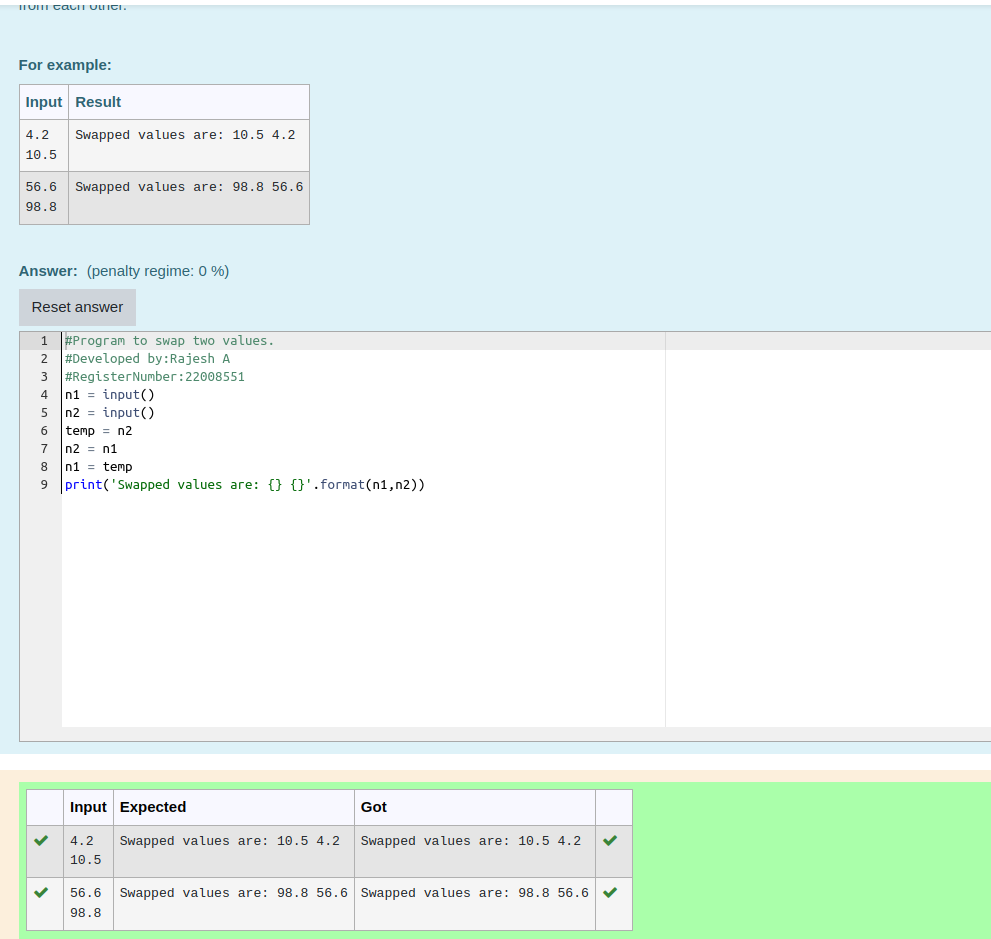 from each other.
For example:
Input Result
4.2 Swapped values are: 10.5 4.2
10.5
56.6 Swapped values are: 98.8 56.6
98.8
Answer: (penalty regime: 0 %)
Reset answer
1 #Program to swap two values.
2 #Developed by:Rajesh A
3 #RegisterNumber:22008551
4 n1 = input()
5 n2 = input()
6 temp = n2
7 n2 = n1
8 n1 = temp
9 print('Swapped values are: {} {}'.format(n1,n2))
Input Expected Got
4.2 Swapped values are: 10.5 4.2 Swapped values are: 10.5 4.2
10.5
56.6 Swapped values are: 98.8 56.6 Swapped values are: 98.8 56.6
98.8